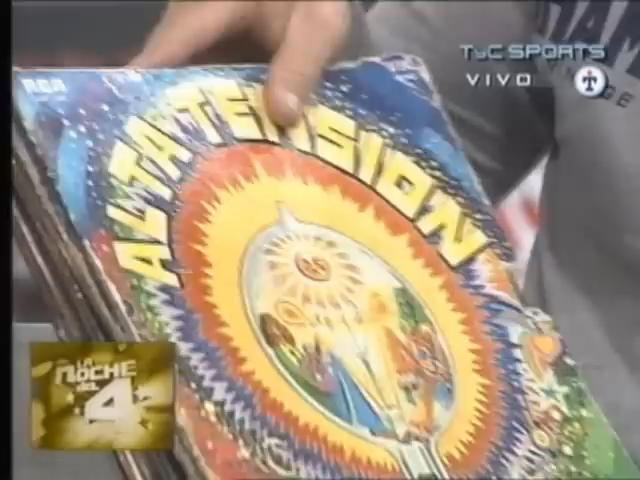 RCA
TyC SPORTS
VIVO
ALTA TENSION
LA
NOCHE
DEL
4